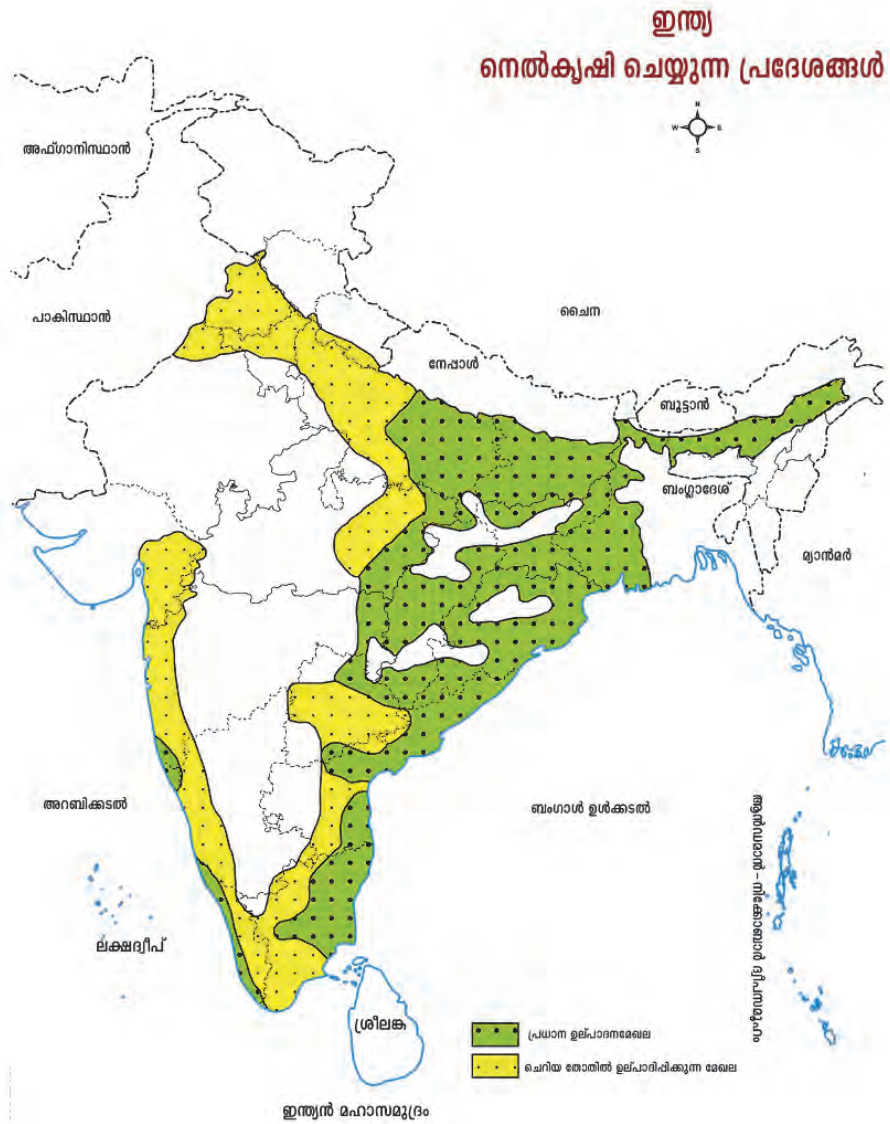 ഇന്ത്യ
നെൽകൃഷി ചെയ്യുന്ന പ്രദേശങ്ങൾ
N
W E
S
അഫ്ഗാനിസ്ഥാൻ
പാകിസ്ഥാൻ
ചൈന
നേപ്പാൾ
ബൂട്ടാൻ
ബംഗ്ലാദേശ്
മ്യാൻമർ
അറബിക്കടൽ
ബംഗാൾ ഉൾക്കടൽ
ആൻഡമാൻ - നിക്കോബാർ ദ്വീപസമൂഹം
ലക്ഷദ്വീപ്
ശ്രീലങ്ക
പ്രധാന ഉല്പാദനമേഖല
ചെറിയ തോതിൽ ഉല്പാദിപ്പിക്കുന്ന മേഖല
ഇന്ത്യൻ മഹാസമുദ്രം